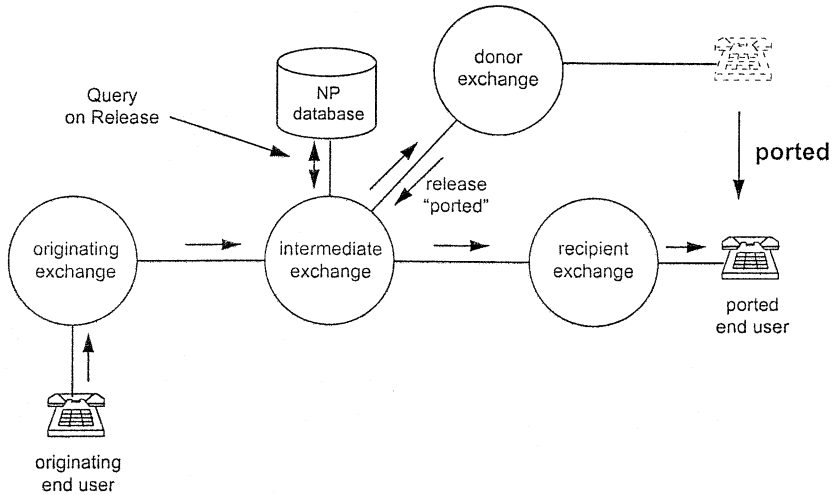 donor
exchange
NP
database
Query
on Release
ported
release
"ported"
originating
exchange
intermediate
exchange
recipient
exchange
ported
end user
originating
end user